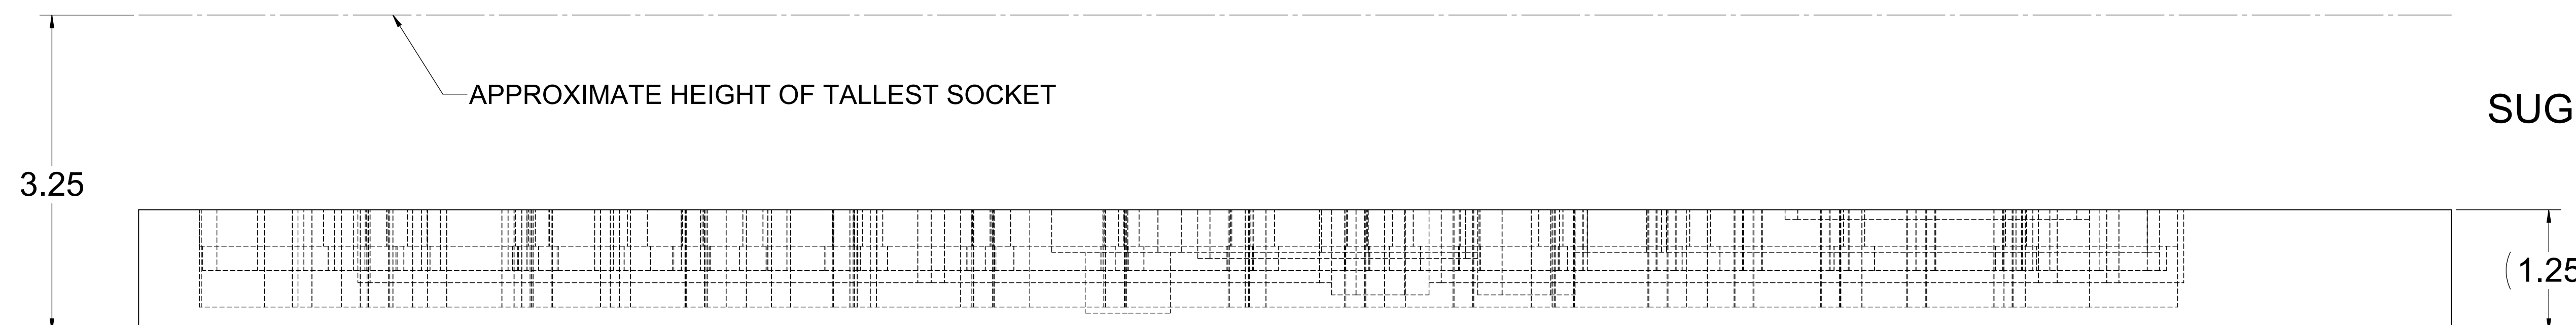 APPROXIMATE HEIGHT OF TALLEST SOCKET
SUG
3.25
(1.25